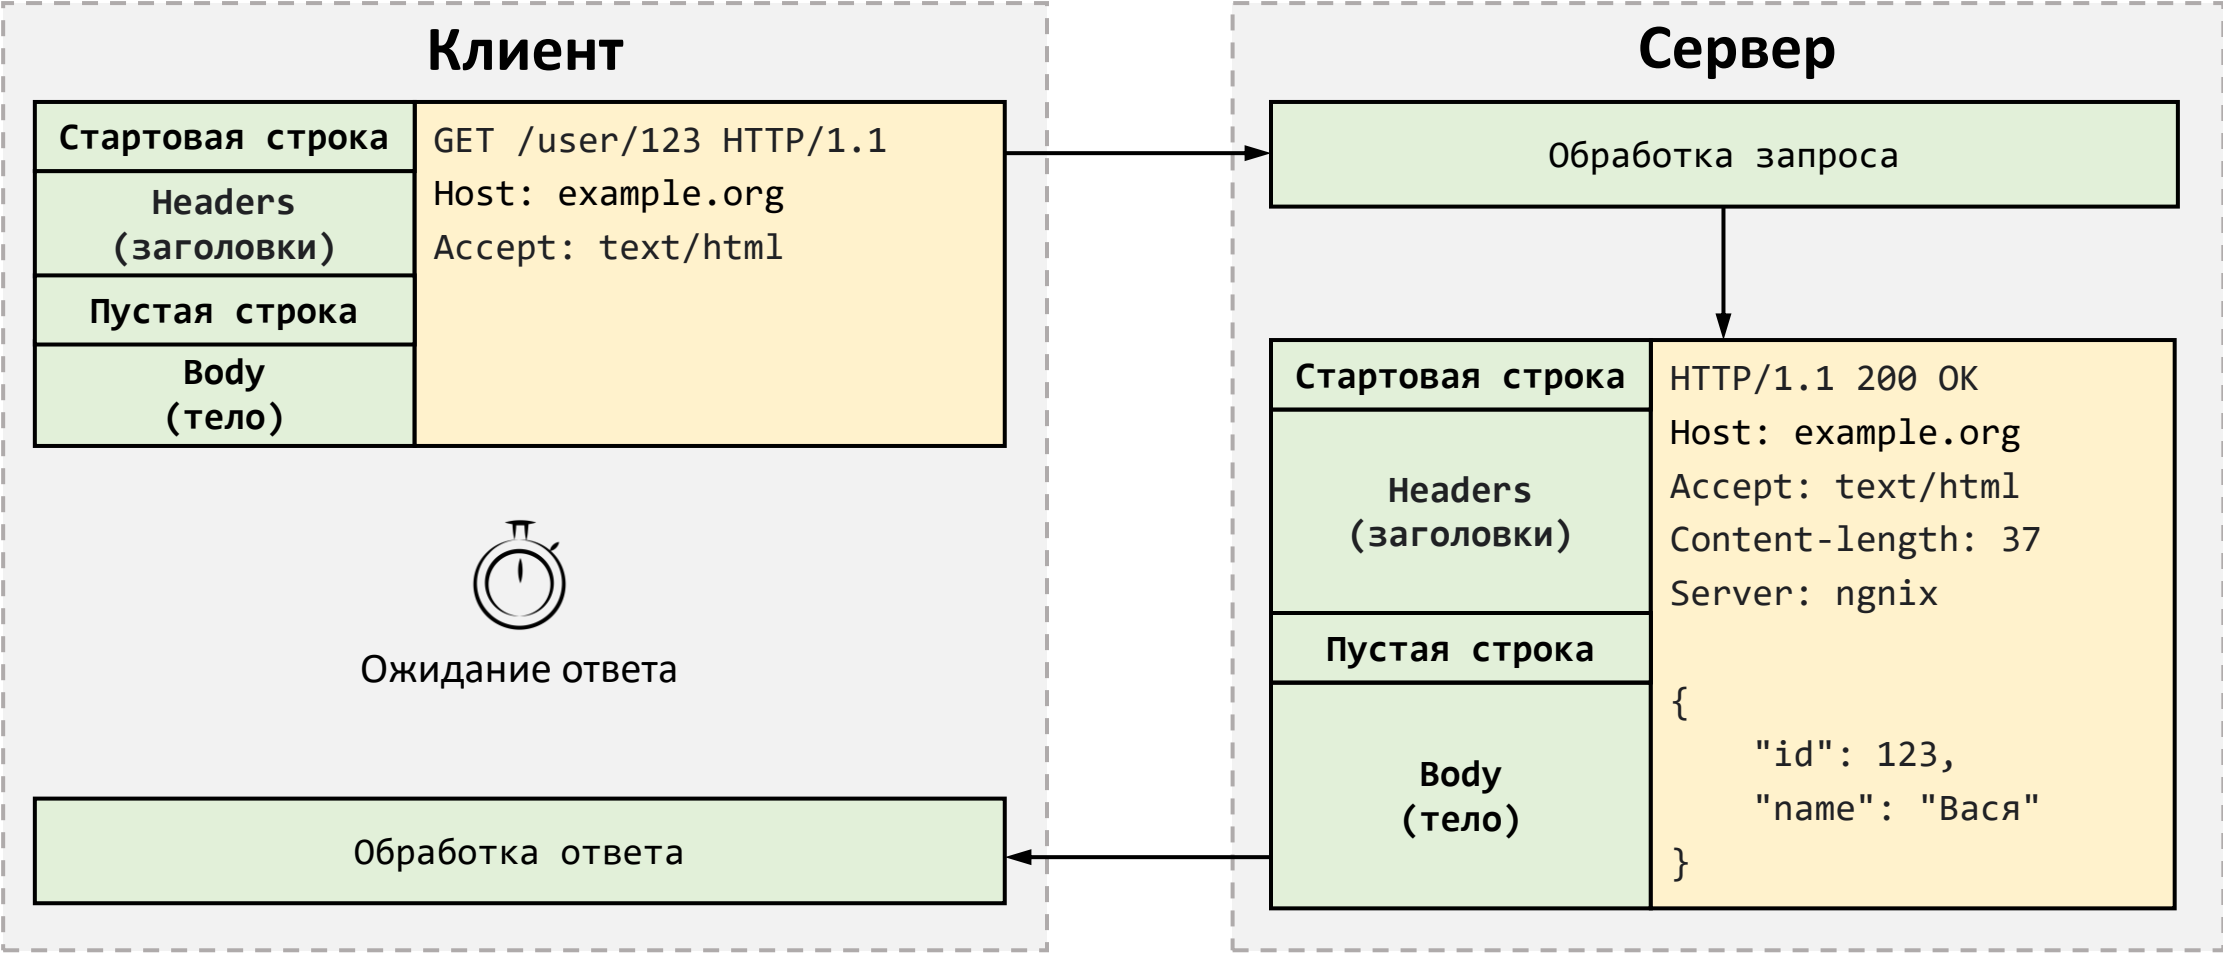 Клиент
Стартовая строка
Headers
(заголовки)
Пустая строка
Body
(тело)
GET /user/123 HTTP/1.1
Host: example.org
Accept: text/html
Ожидание ответа
Обработка ответа
Сервер
Обработка запроса
Стартовая строка
Headers
(заголовки)
Пустая строка
Body
(тело)
HTTP/1.1 200 OK
Host: example.org
Accept: text/html
Content-length: 37
Server: ngnix
{
"id": 123,
"name": "Вася"
}